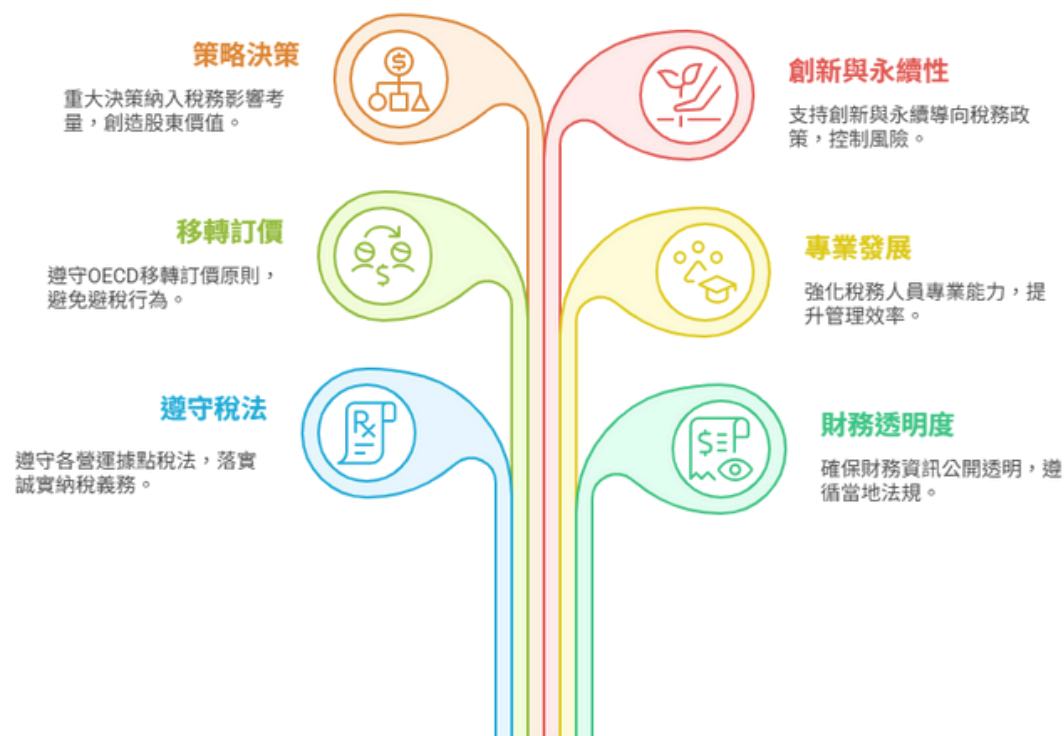 策略決策
重大決策納入稅務影響考
量，創造股東價值。
創新與永續性
支持創新與永續導向稅務政
策，控制風險。
移轉訂價
遵守OECD移轉訂價原則，
避免避稅行為。
專業發展
強化稅務人員專業能力，提
升管理效率。
遵守稅法
遵守各營運據點稅法，落實
誠實納稅義務。
財務透明度
確保財務資訊公開透明，遵
循當地法規。